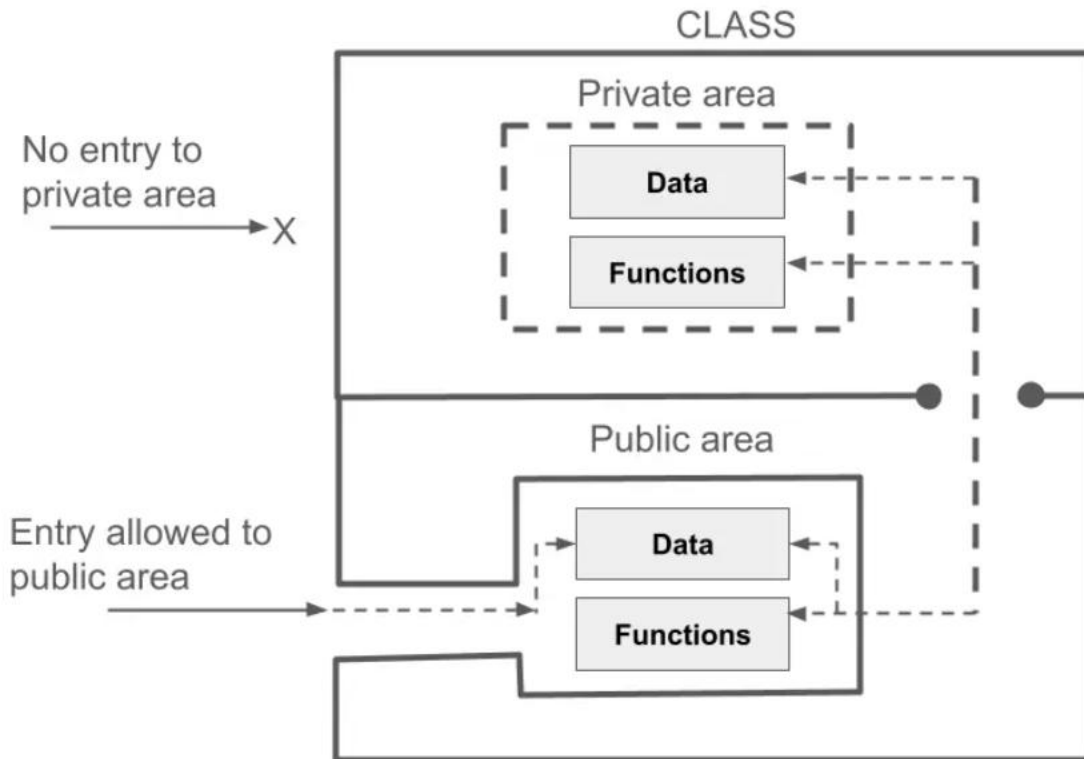 CLASS
Private area
No entry to
private area
X
Data
Functions
Public area
Entry allowed to
public area
Data
Functions